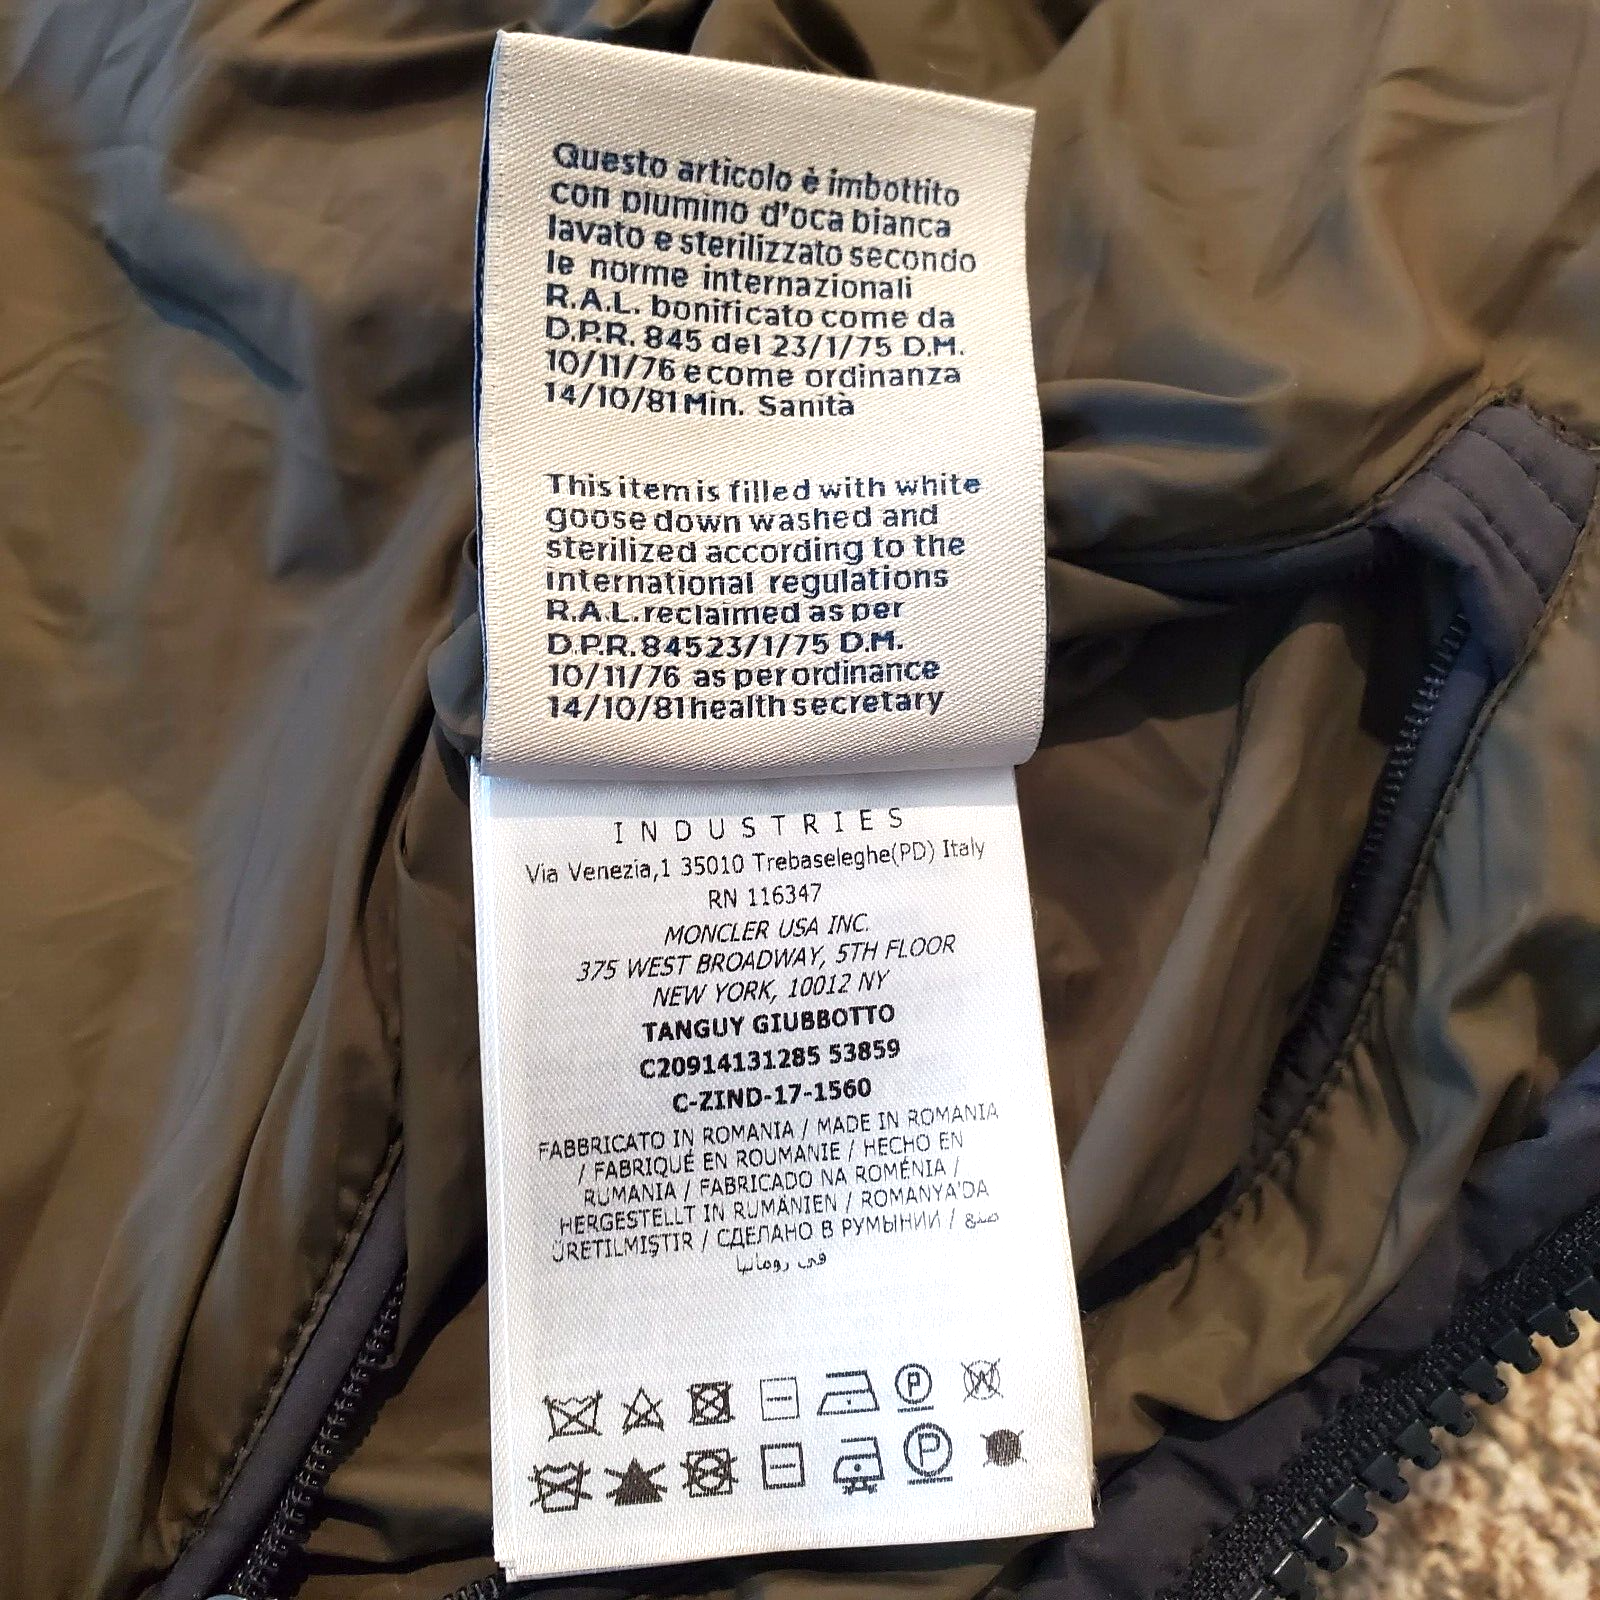 Questo articolo è imbottito
con piumino d'oca bianca
lavato e sterilizzato secondo
le norme internazionali
R.A.L. bonificato come da
D.P.R. 845 del 23/1/75 D.M.
10/11/76 e come ordinanza
14/10/81 Min. Sanità
This item is filled with white
goose down washed and
sterilized according to the
international regulations
R.A.L. reclaimed as per
D.P.R. 845 23/1/75 D.M.
10/11/76 as per ordinance
14/10/81 health secretary
INDUSTRIES
Via Venezia,1 35010 Trebaseleghe(PD) Italy
RN 116347
MONCLER USA INC.
375 WEST BROADWAY, 5TH FLOOR
NEW YORK, 10012 NY
TANGUY GIUBBOTTO
C20914131285 53859
C-ZIND-17-1560
FABBRICATO IN ROMANIA / MADE IN ROMANIA
/ FABRIQUÉ EN ROUMANIE / HECHO EN
RUMANIA / FABRICADO NA ROMÉNIA /
HERGESTELLT IN RUMÄNIEN / ROMANYA'DA
ÜRETILMIŞTIR / СДЕЛАНО В РУМЫНИИ / صنع
في رومانيا
P W
P